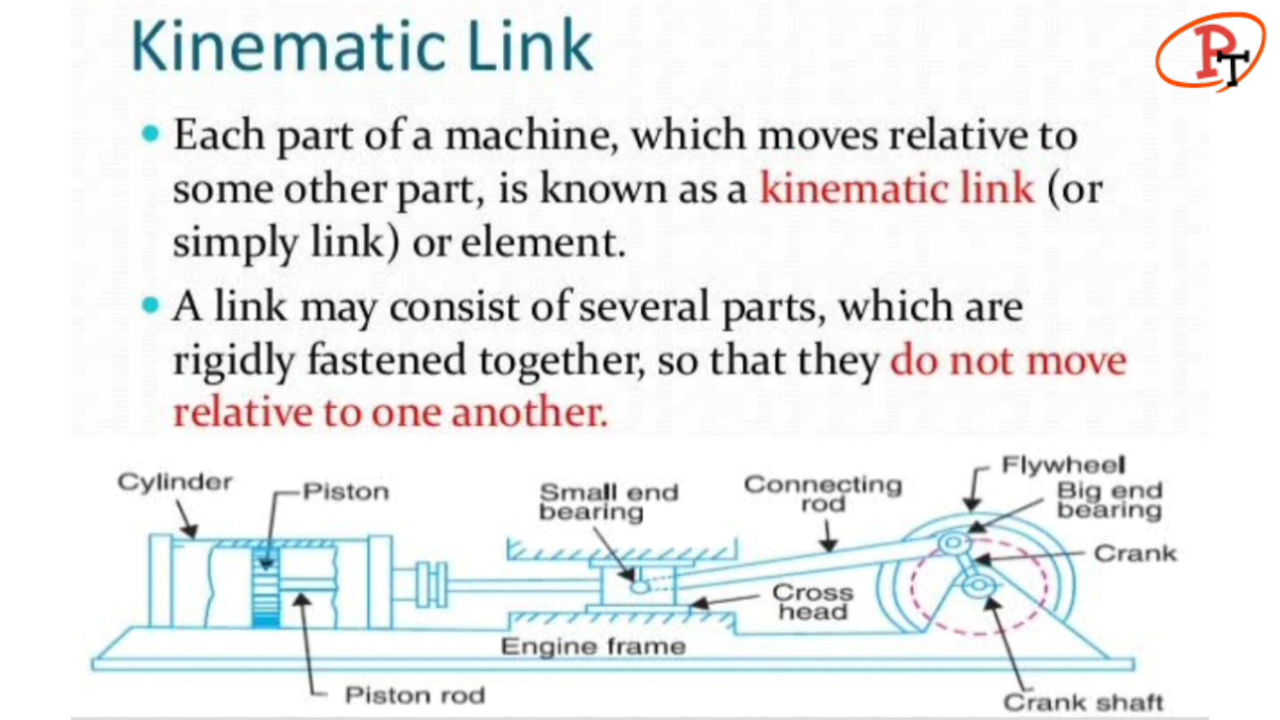 Kinematic Link
PT
• Each part of a machine, which moves relative to
some other part, is known as a kinematic link (or
simply link) or element.
• A link may consist of several parts, which are
rigidly fastened together, so that they do not move
relative to one another.
Cylinder
Piston
Small end
bearing
Connecting
rod
Flywheel
Big end
bearing
Crank
Cross
head
Engine frame
Piston rod
Crank shaft